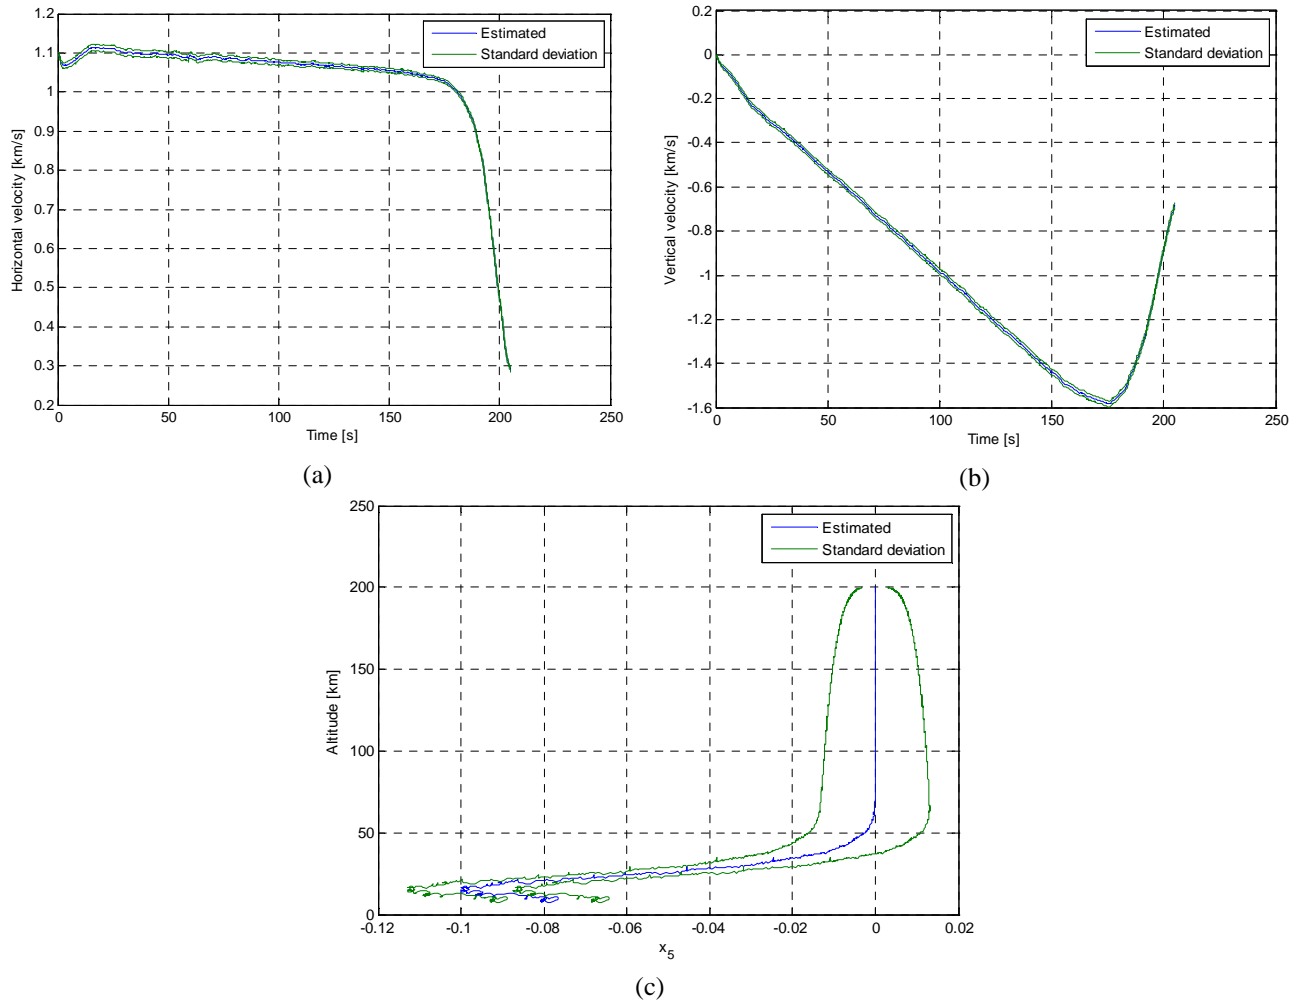 1.2
1.1
1
0.9
0.8
0.7
0.6
0.5
0.4
0.3
0.2
Horizontal velocity [km/s]
Estimated
Standard deviation
0 50 100 150 200 250
Time [s]
(a)
0.2
0
-0.2
-0.4
-0.6
-0.8
-1
-1.2
-1.4
-1.6
Vertical velocity [km/s]
Estimated
Standard deviation
0 50 100 150 200 250
Time [s]
(b)
250
200
150
100
50
0
Altitude [km]
Estimated
Standard deviation
-0.12 -0.1 -0.08 -0.06 -0.04 -0.02 0 0.02
x5
(c)